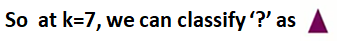 So at k=7, we can classify ‘?’ as